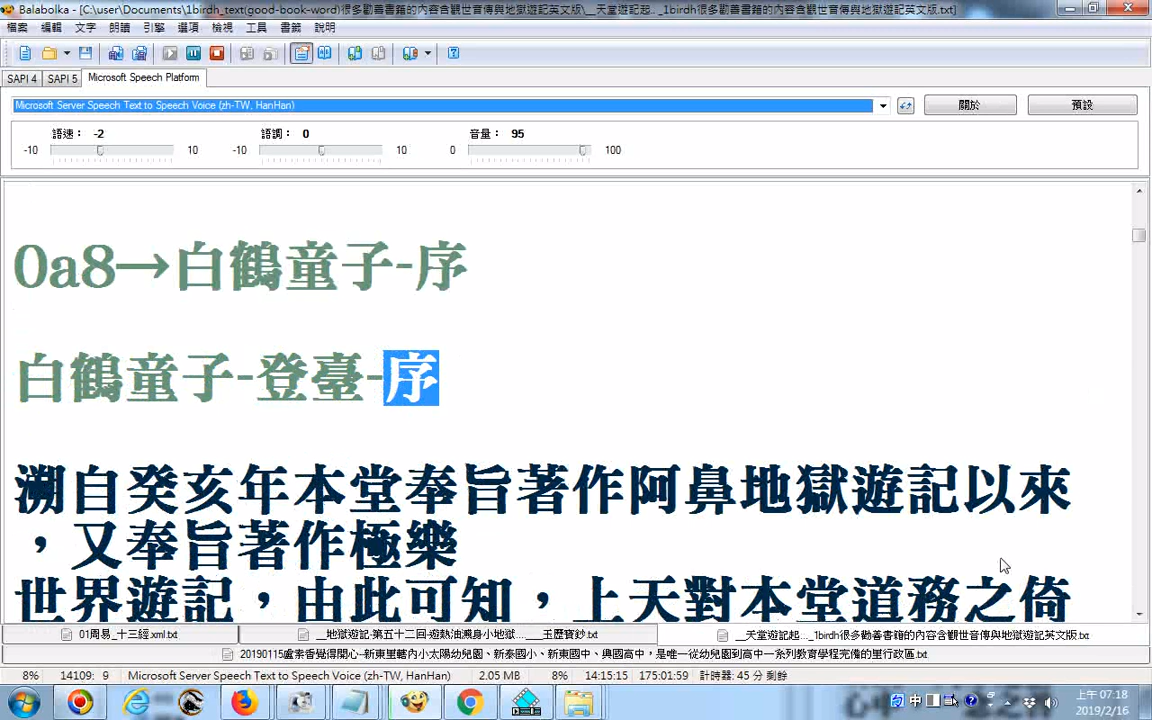 Balabolka - [C:\user\Documents\1birdh_text(good-book-word)很多勸善書籍的內容含觀世音傳與地獄遊記英文版\__天堂遊記起..._1birdh很多勸善書籍的內容含觀世音傳與地獄遊記英文版.txt]
檔案 編輯 文字 朗讀 引擎 選項 檢視 工具 書籤 說明
SAPI 4 SAPI 5 Microsoft Speech Platform
Microsoft Server Speech Text to Speech Voice (zh-TW, HanHan) 關於 預設
語速: -2 語調: 0 音量: 95
-10 10 -10 10 0 100
0a8→白鶴童子-序
白鶴童子-登臺-序
溯自癸亥年本堂奉旨著作阿鼻地獄遊記以來
,又奉旨著作極樂
世界遊記,由此可知,上天對本堂道務之倚
01周易_十三經.xml.txt __地獄遊記-第五十二回-遊熱油濺身小地獄...____玉歷寶鈔.txt __天堂遊記起..._1birdh很多勸善書籍的內容含觀世音傳與地獄遊記英文版.txt
20190115盧素香覺得開心-新東里轄內小太陽幼兒園、新泰國小、新東國中、興國高中,是唯一從幼兒園到高中一系列教育學程完備的里行政區.txt
8% 14109: 9 Microsoft Server Speech Text to Speech Voice (zh-TW, HanHan) 2.05 MB 8% 14:15:15 175:01:59 計時器: 45 分 剩餘
中 上午 07:18
2019/2/16